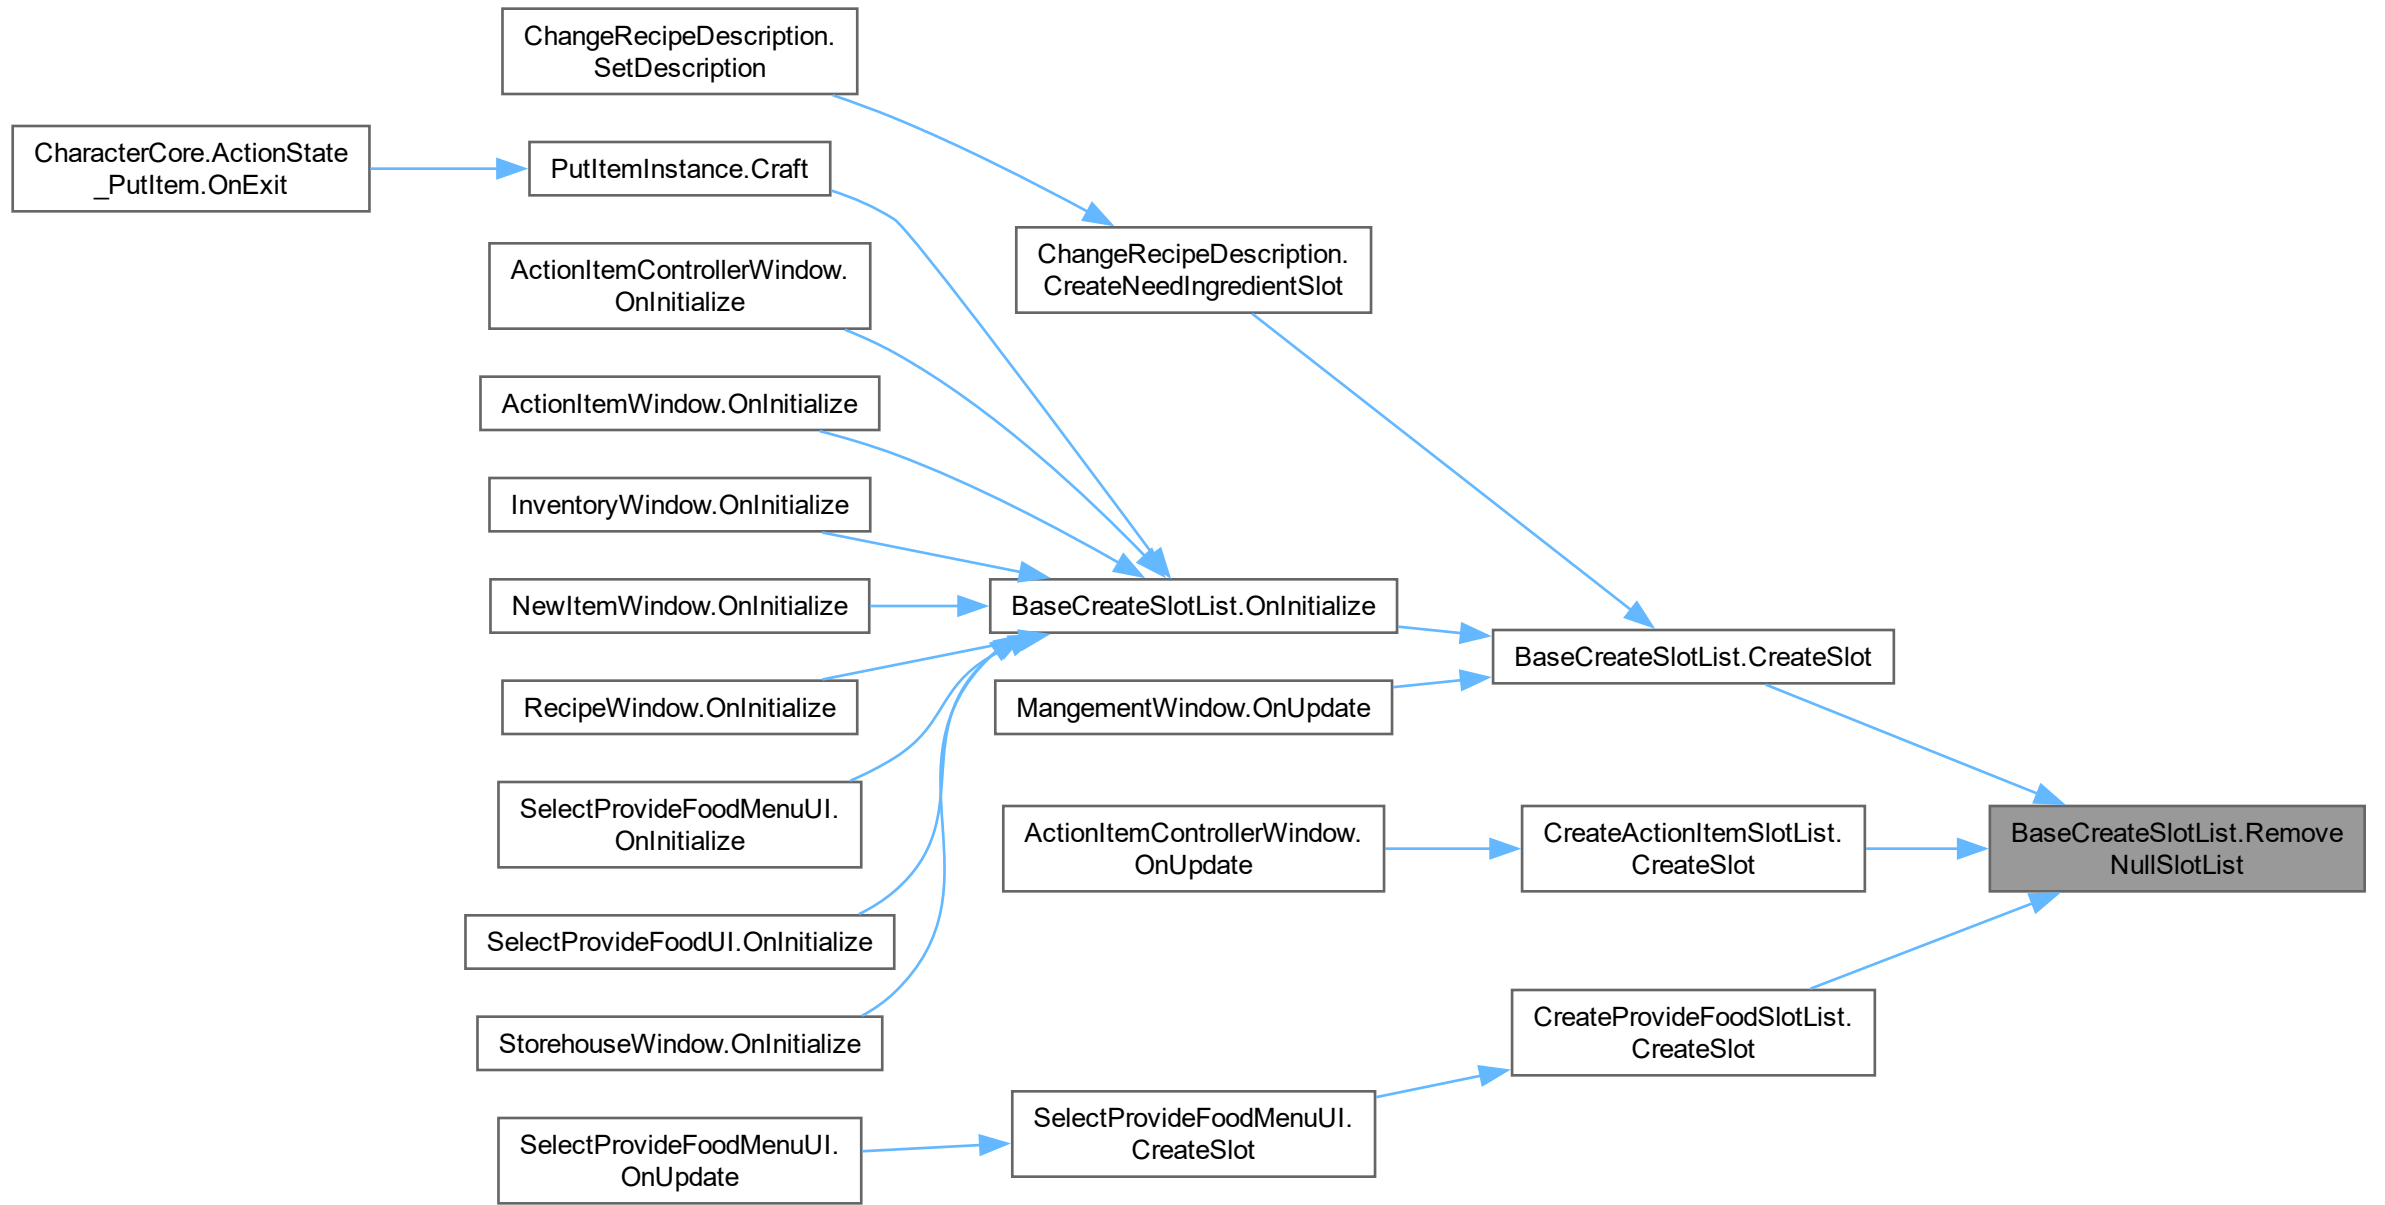 ChangeRecipeDescription.
SetDescription
CharacterCore.ActionState
_PutItem.OnExit
PutItemInstance.Craft
ActionItemControllerWindow.
OnInitialize
ChangeRecipeDescription.
CreateNeedIngredientSlot
ActionItemWindow.OnInitialize
InventoryWindow.OnInitialize
NewItemWindow.OnInitialize
BaseCreateSlotList.OnInitialize
BaseCreateSlotList.CreateSlot
RecipeWindow.OnInitialize
MangementWindow.OnUpdate
SelectProvideFoodMenuUI.
OnInitialize
ActionItemControllerWindow.
OnUpdate
CreateActionItemSlotList.
CreateSlot
BaseCreateSlotList.Remove
NullSlotList
SelectProvideFoodUI.OnInitialize
StorehouseWindow.OnInitialize
CreateProvideFoodSlotList.
CreateSlot
SelectProvideFoodMenuUI.
OnUpdate
SelectProvideFoodMenuUI.
CreateSlot